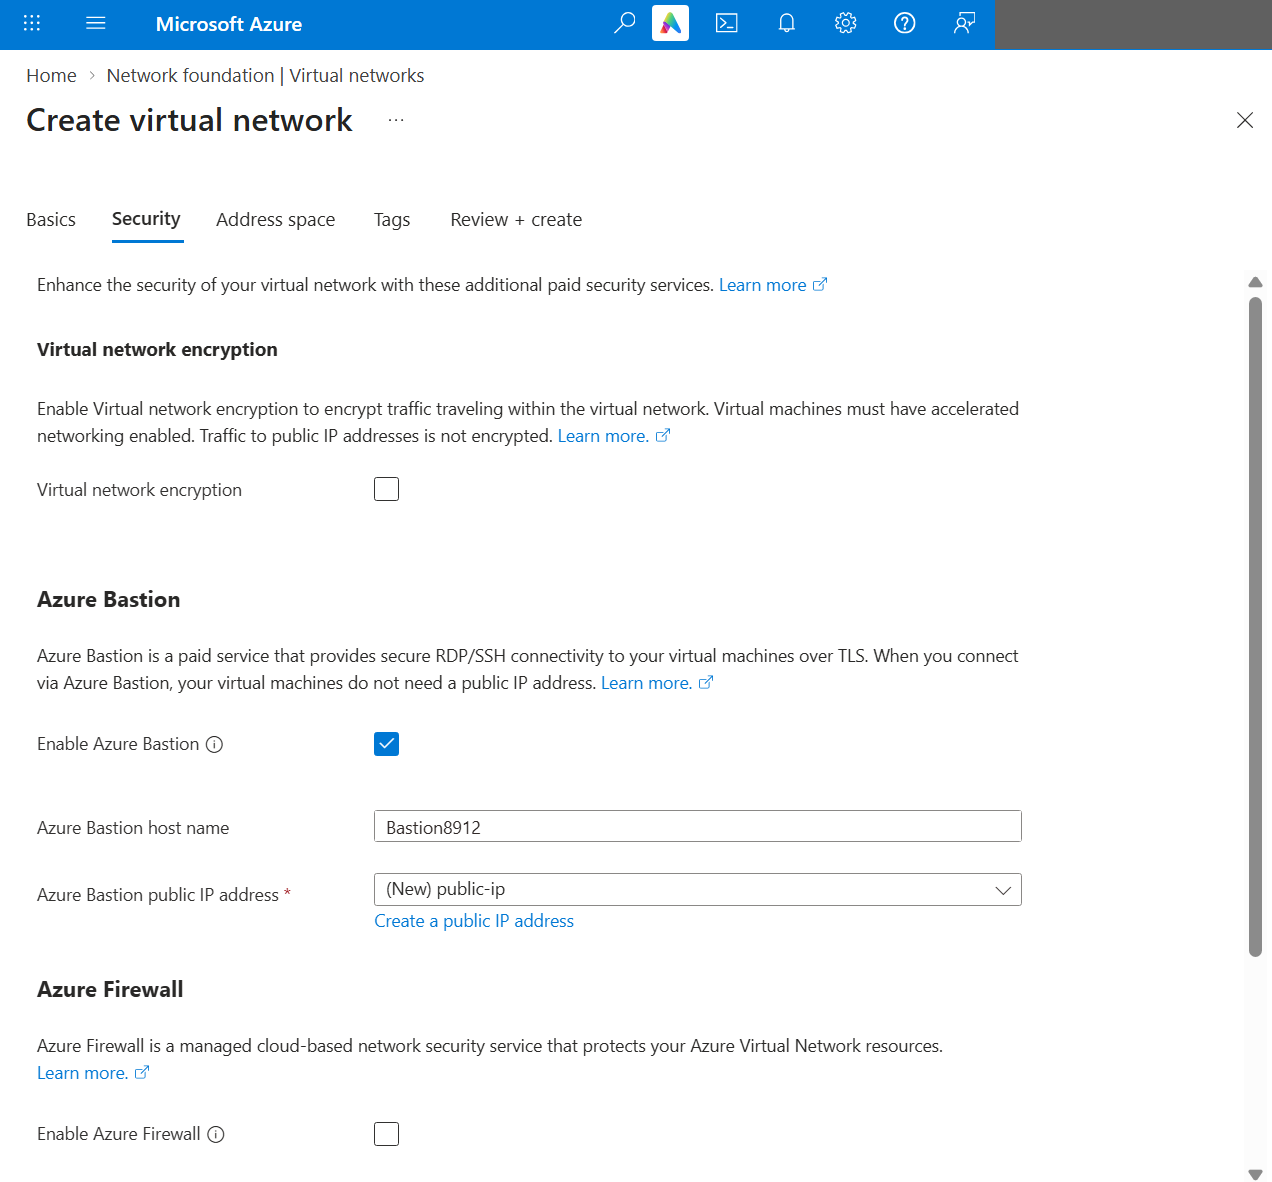 Microsoft Azure
Home > Network foundation | Virtual networks
Create virtual network ...
Basics Security Address space Tags Review + create
Enhance the security of your virtual network with these additional paid security services. Learn more
Virtual network encryption
Enable Virtual network encryption to encrypt traffic traveling within the virtual network. Virtual machines must have accelerated
networking enabled. Traffic to public IP addresses is not encrypted. Learn more.
Virtual network encryption
Azure Bastion
Azure Bastion is a paid service that provides secure RDP/SSH connectivity to your virtual machines over TLS. When you connect
via Azure Bastion, your virtual machines do not need a public IP address. Learn more.
Enable Azure Bastion
Azure Bastion host name Bastion8912
Azure Bastion public IP address * (New) public-ip
Create a public IP address
Azure Firewall
Azure Firewall is a managed cloud-based network security service that protects your Azure Virtual Network resources.
Learn more.
Enable Azure Firewall